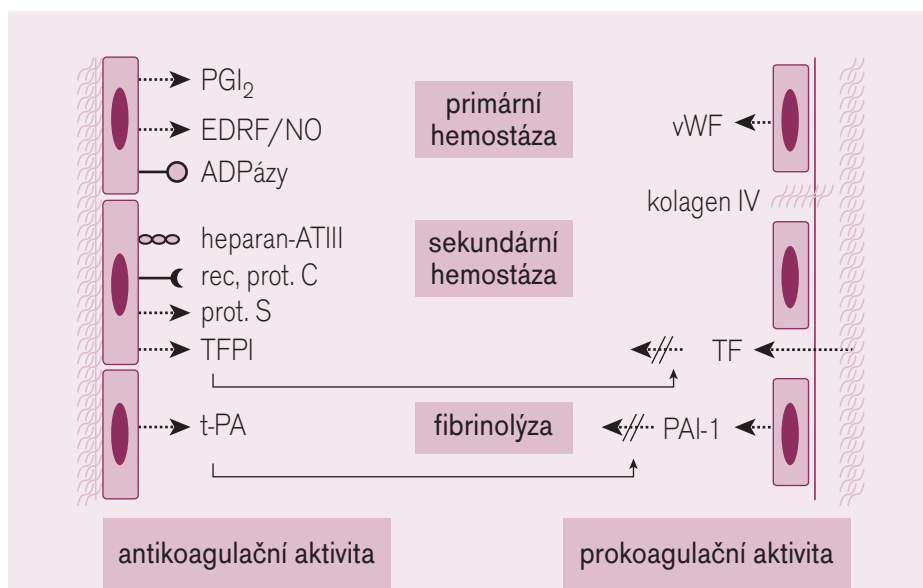 PGI₂
EDRF/NO
ADPázy
primární
hemostáza
vWF
kolagen IV
heparan-ATIII
rec, prot. C
prot. S
TFPI
sekundární
hemostáza
TF
t-PA
fibrinolýza
PAI-1
antikoagulační aktivita
prokoagulační aktivita